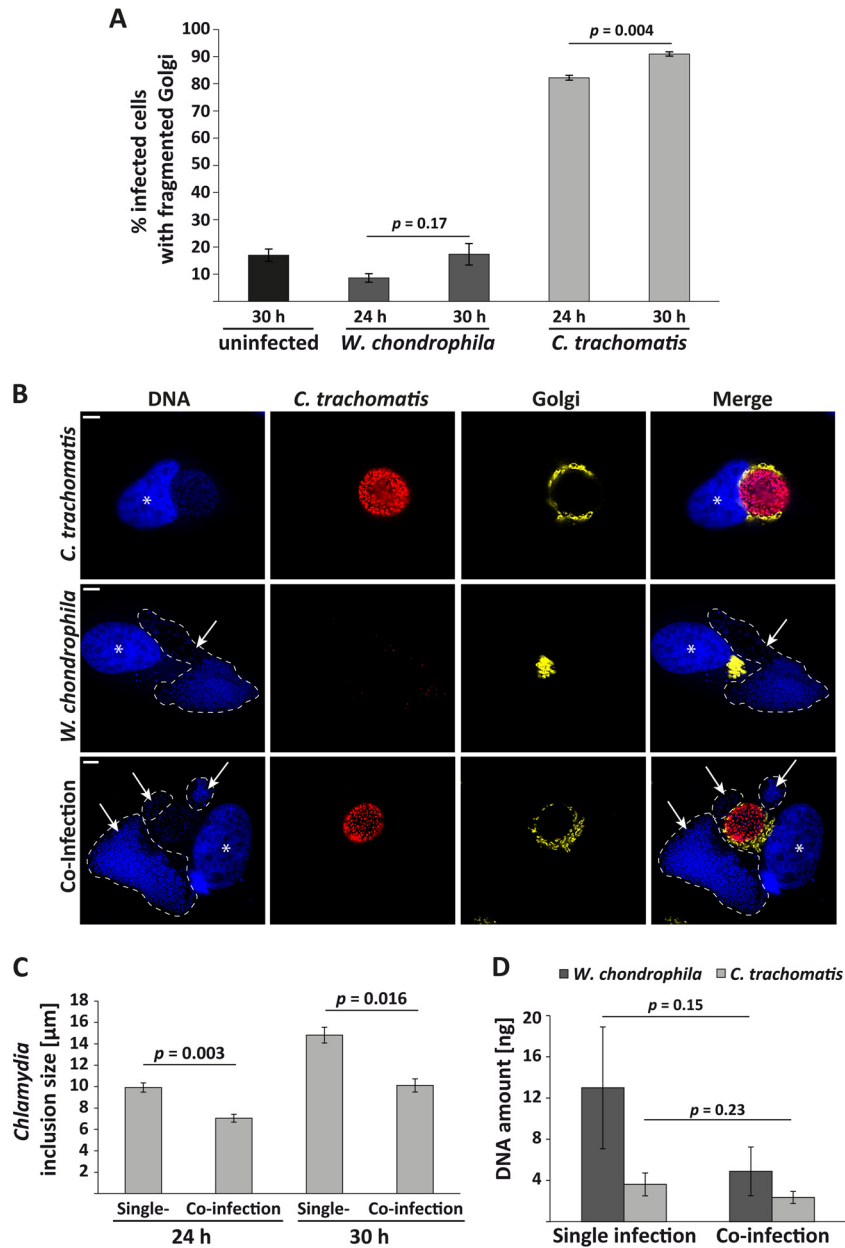 A
% infected cells
with fragmented Golgi
100
90
80
70
60
50
40
30
20
10
p = 0.17
p = 0.004
30 h 24 h 30 h 24 h 30 h
uninfected W. chondrophila C. trachomatis
B
DNA C. trachomatis Golgi Merge
C. trachomatis
*
*
W. chondrophila
*
*
Co-Infection
*
*
C
Chlamydia
inclusion size [µm]
18
16
14
12
10
8
6
4
2
p = 0.003
p = 0.016
Single- Co-infection Single- Co-infection
24 h 30 h
D
W. chondrophila C. trachomatis
DNA amount [ng]
20
16
12
8
4
p = 0.15
p = 0.23
Single infection Co-infection